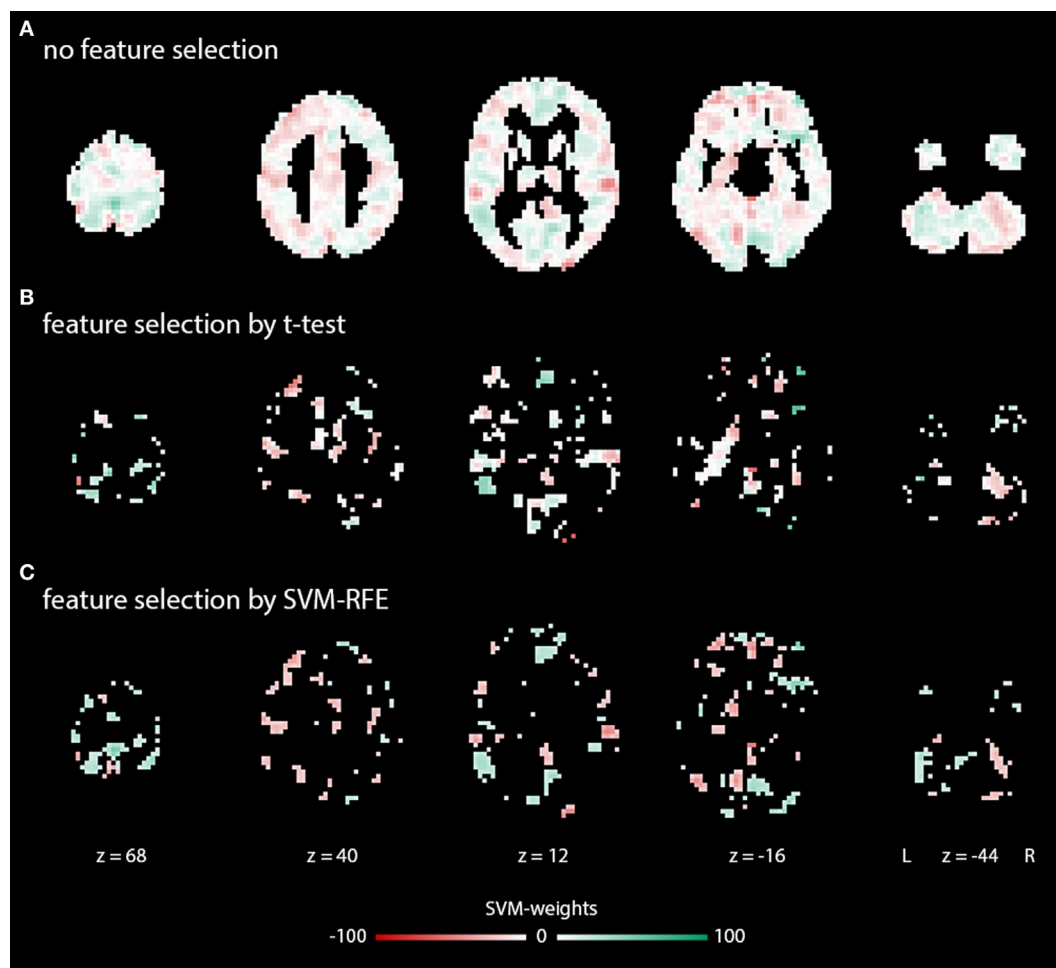 A
no feature selection
B
feature selection by t-test
C
feature selection by SVM-RFE
z = 68 z = 40 z = 12 z = -16 L z = -44 R
SVM-weights
-100 0 100